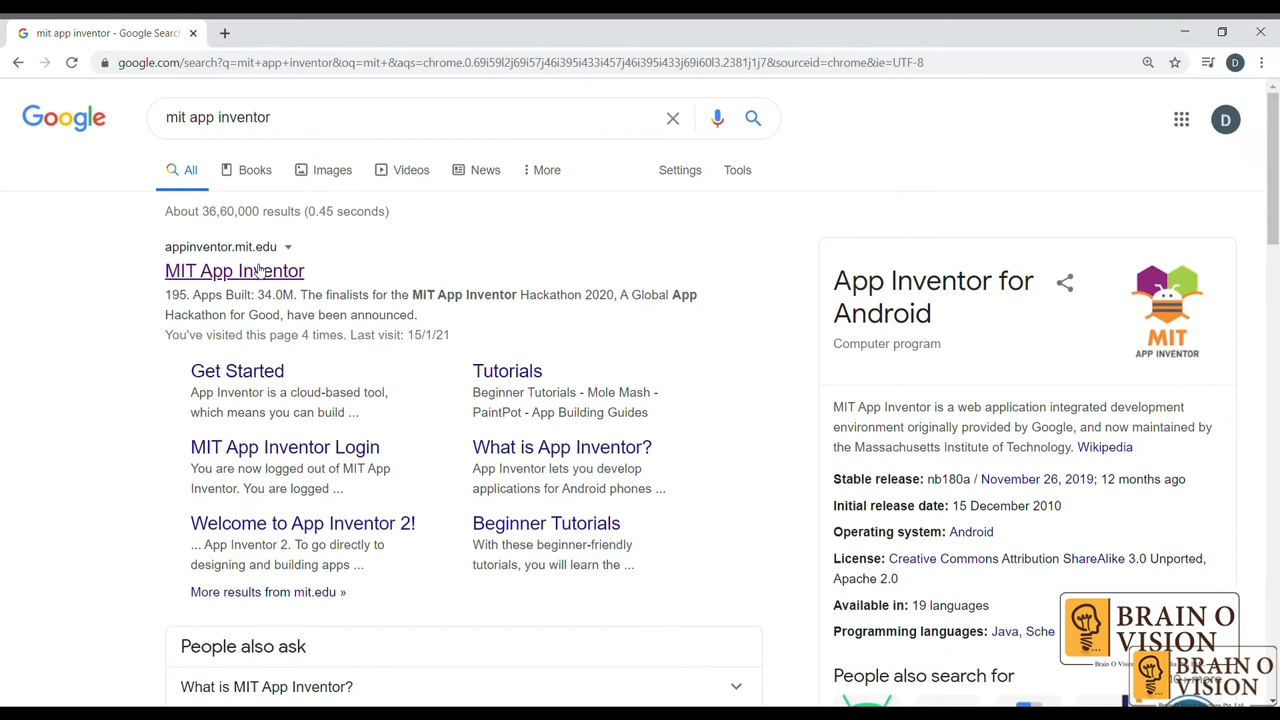 mit app inventor - Google Searc
google.com/search?q=mit+app+inventor&oq=mit+&aqs=chrome.0.69i59l2j69i57j46i395i433i457j46i395i433j69i60l3.2381j1j7&sourceid=chrome&ie=UTF-8
D
Google
mit app inventor
D
All
Books
Images
Videos
News
More
Settings
Tools
About 36,60,000 results (0.45 seconds)
appinventor.mit.edu
MIT App Inventor
195. Apps Built: 34.0M. The finalists for the MIT App Inventor Hackathon 2020, A Global App
Hackathon for Good, have been announced.
You've visited this page 4 times. Last visit: 15/1/21
Get Started
App Inventor is a cloud-based tool,
which means you can build ...
Tutorials
Beginner Tutorials - Mole Mash -
PaintPot - App Building Guides
MIT App Inventor Login
You are now logged out of MIT App
Inventor. You are logged ...
What is App Inventor?
App Inventor lets you develop
applications for Android phones ...
Welcome to App Inventor 2!
... App Inventor 2. To go directly to
designing and building apps ...
Beginner Tutorials
With these beginner-friendly
tutorials, you will learn the ...
More results from mit.edu »
People also ask
What is MIT App Inventor?
App Inventor for
Android
Computer program
MIT
APP INVENTOR
MIT App Inventor is a web application integrated development
environment originally provided by Google, and now maintained by
the Massachusetts Institute of Technology. Wikipedia
Stable release: nb180a / November 26, 2019; 12 months ago
Initial release date: 15 December 2010
Operating system: Android
License: Creative Commons Attribution ShareAlike 3.0 Unported,
Apache 2.0
Available in: 19 languages
Programming languages: Java, Sche
People also search for
BRAIN O
VISION
BRAIN O
VISION